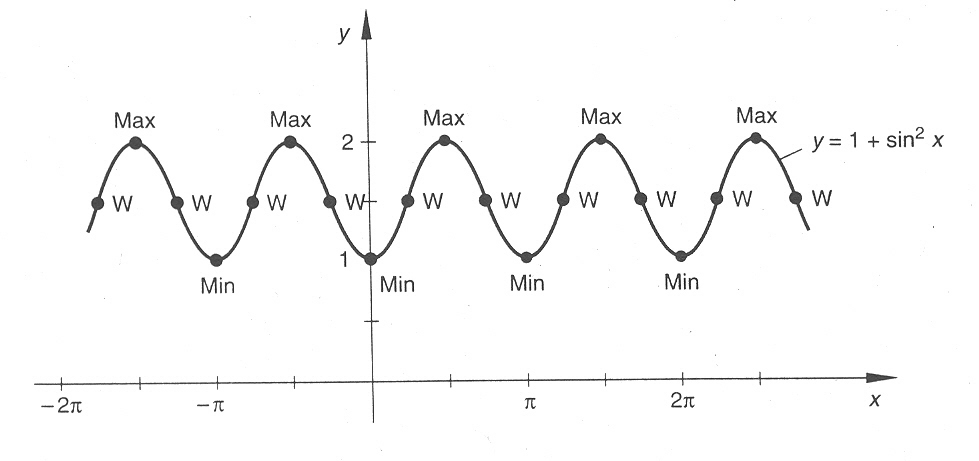 y
Max Max Max Max Max
2
y = 1 + sin² x
W W W W W W W W W W
1
Min Min Min Min
−2π −π π 2π x